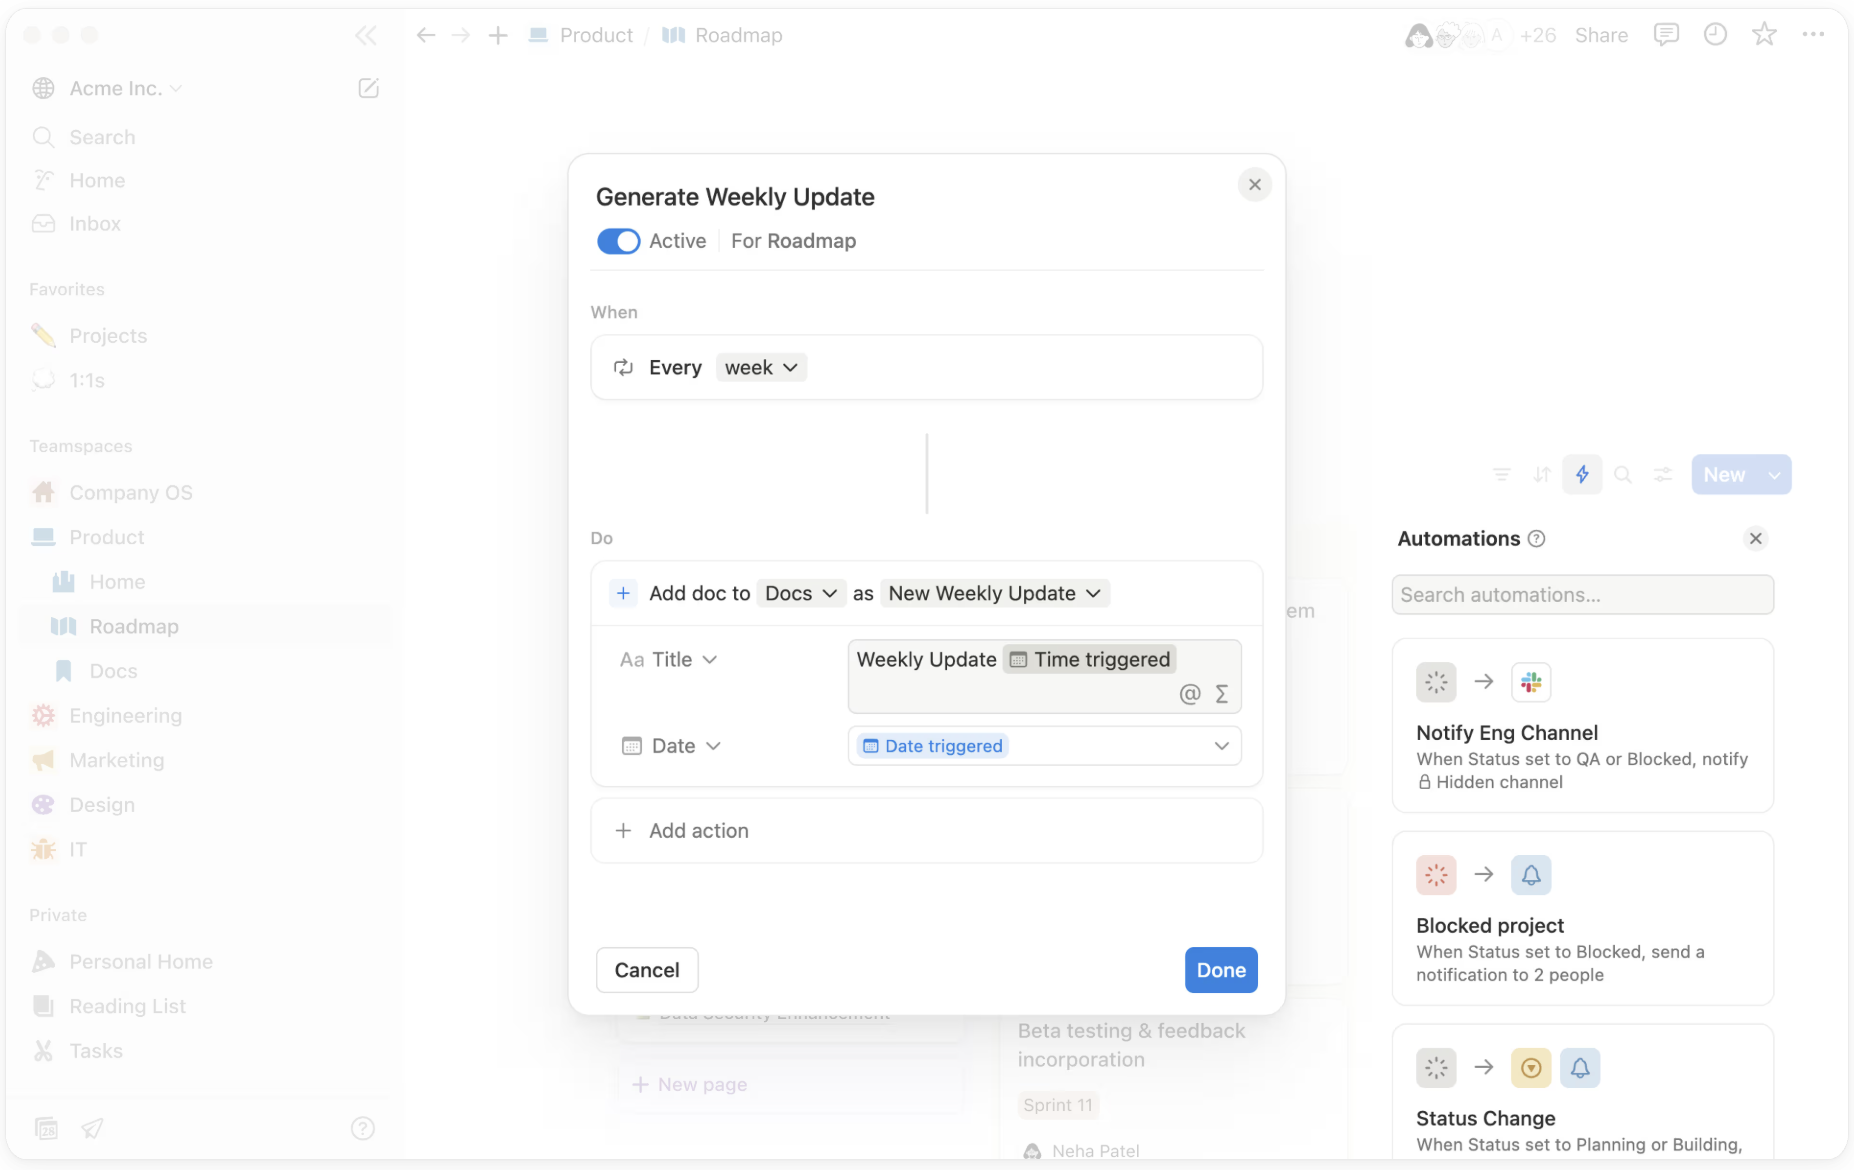 Product / Roadmap
A +26 Share
Acme Inc.
Search
Home
Inbox
Favorites
Projects
1:1s
Teamspaces
Company OS
Product
Home
Roadmap
Docs
Engineering
Marketing
Design
IT
Private
Personal Home
Reading List
Tasks
28
Generate Weekly Update
Active For Roadmap
When
Every week
Do
Add doc to Docs as New Weekly Update
Aa Title
Weekly Update Time triggered
@ Σ
Date
Date triggered
Add action
Cancel
Done
Data Security Enhancement
New page
em
Beta testing & feedback
incorporation
Sprint 11
Neha Patel
New
Automations
Search automations...
Notify Eng Channel
When Status set to QA or Blocked, notify
Hidden channel
Blocked project
When Status set to Blocked, send a
notification to 2 people
Status Change
When Status set to Planning or Building,